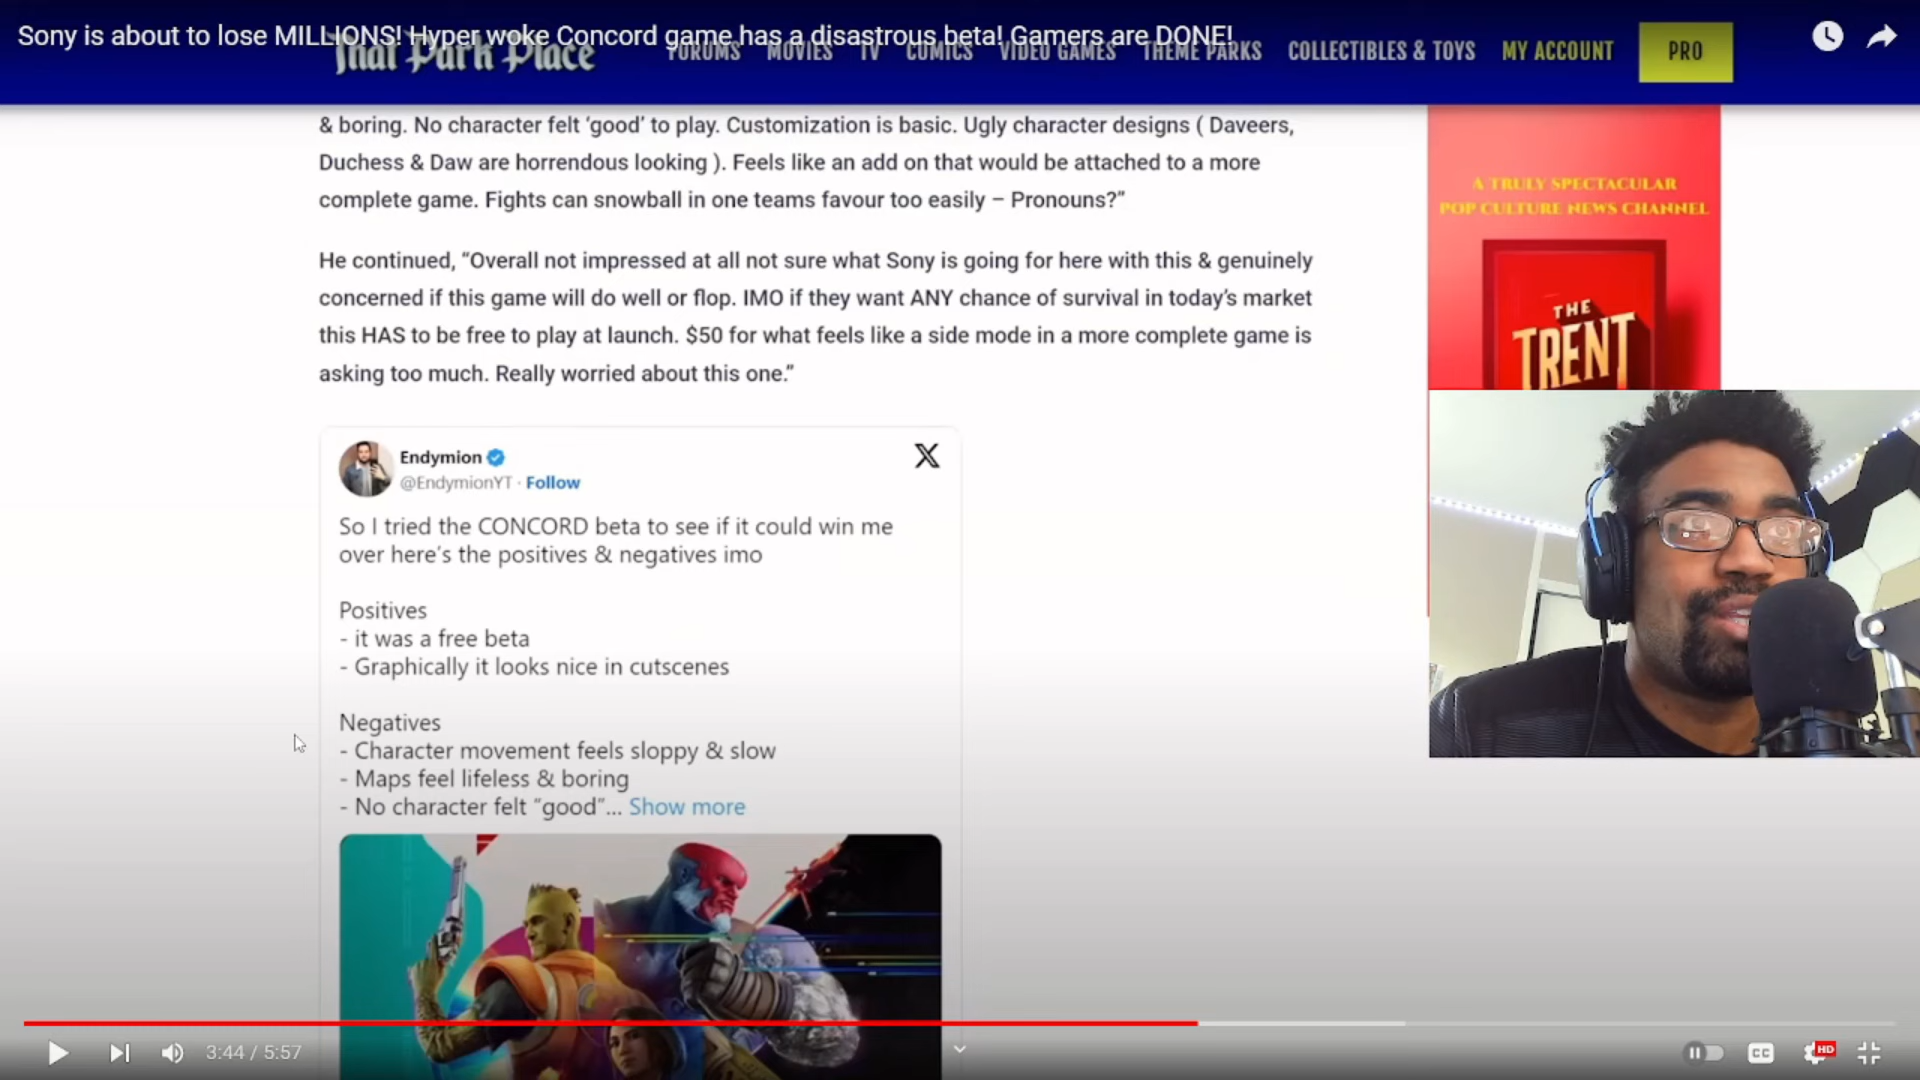 Sony is about to lose MILLIONS! Hyper woke Concord game has a disastrous beta! Gamers are DONE!
That Park Place
FORUMS MOVIES TV COMICS VIDEO GAMES THEME PARKS COLLECTIBLES & TOYS MY ACCOUNT PRO
& boring. No character felt ‘good’ to play. Customization is basic. Ugly character designs ( Daveers,
Duchess & Daw are horrendous looking ). Feels like an add on that would be attached to a more
complete game. Fights can snowball in one teams favour too easily – Pronouns?”
He continued, “Overall not impressed at all not sure what Sony is going for here with this & genuinely
concerned if this game will do well or flop. IMO if they want ANY chance of survival in today’s market
this HAS to be free to play at launch. $50 for what feels like a side mode in a more complete game is
asking too much. Really worried about this one.”
A TRULY SPECTACULAR
POP CULTURE NEWS CHANNEL
THE
TRENT
Endymion
@EndymionYT · Follow
So I tried the CONCORD beta to see if it could win me
over here’s the positives & negatives imo
Positives
- it was a free beta
- Graphically it looks nice in cutscenes
Negatives
- Character movement feels sloppy & slow
- Maps feel lifeless & boring
- No character felt “good”... Show more
3:44 / 5:57
CC
HD